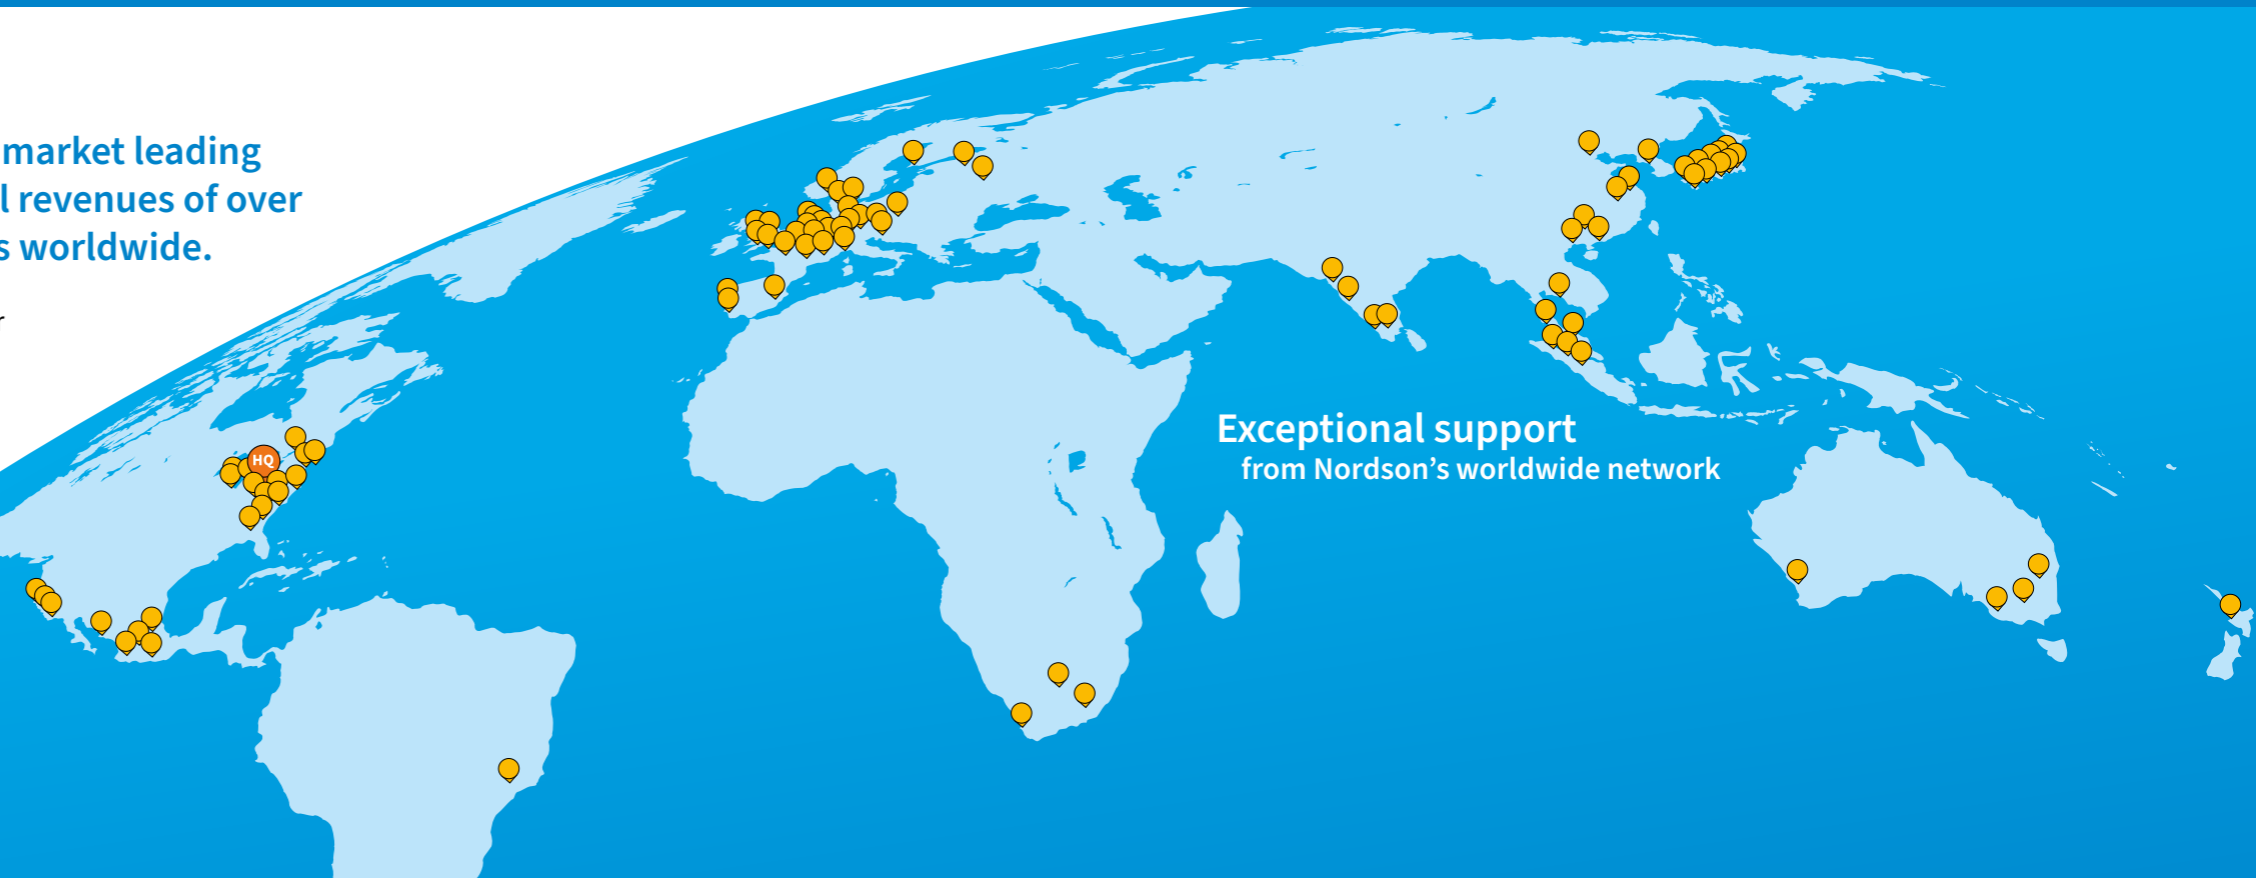 market leading
l revenues of over
s worldwide.
r
HQ
Exceptional support
from Nordson’s worldwide network